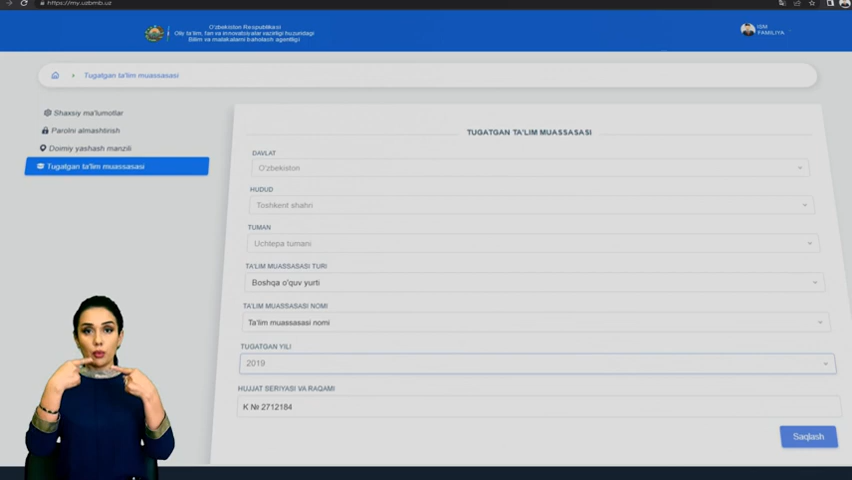 https://my.uzbmb.uz
O'zbekiston Respublikasi
Oliy ta'lim, fan va innovatsiyalar vazirligi huzuridagi
Bilim va malakalarni baholash agentligi
ISM
FAMILIYA
Tugatgan ta'lim muassasasi
Shaxsiy ma'lumotlar
Parolni almashtirish
Doimiy yashash manzili
Tugatgan ta'lim muassasasi
TUGATGAN TA'LIM MUASSASASI
DAVLAT
O'zbekiston
HUDUD
Toshkent shahri
TUMAN
Uchtepa tumani
TA'LIM MUASSASASI TURI
Boshqa o'quv yurti
TA'LIM MUASSASASI NOMI
Ta'lim muassasasi nomi
TUGATGAN YILI
2019
HUJJAT SERIYASI VA RAQAMI
K № 2712184
Saqlash